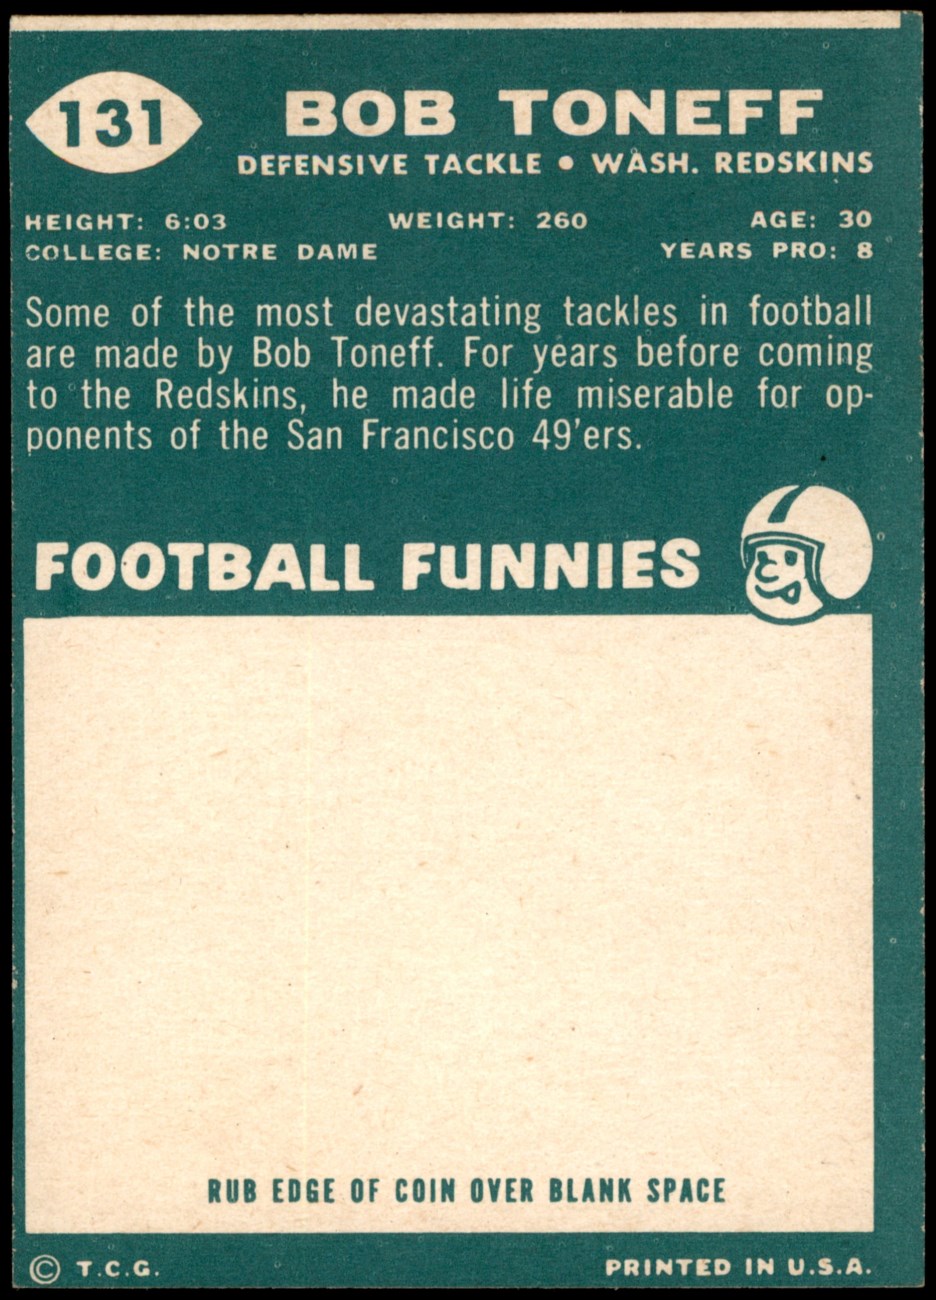 131
BOB TONEFF
DEFENSIVE TACKLE • WASH. REDSKINS
HEIGHT: 6:03 WEIGHT: 260 AGE: 30
COLLEGE: NOTRE DAME YEARS PRO: 8
Some of the most devastating tackles in football
are made by Bob Toneff. For years before coming
to the Redskins, he made life miserable for op-
ponents of the San Francisco 49'ers.
FOOTBALL FUNNIES
RUB EDGE OF COIN OVER BLANK SPACE
© T.C.G. PRINTED IN U.S.A.